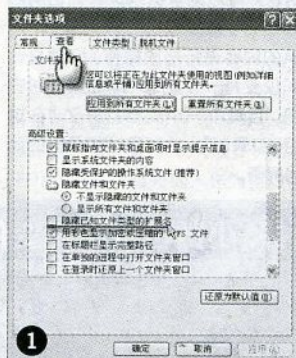 文件夹选项
常规 查看 文件类型 脱机文件
您可以将正在为此文件夹使用的视图(例如详细
信息或平铺)应用到所有文件夹。
应用到所有文件夹(L) 重置所有文件夹(R)
高级设置:
鼠标指向文件夹和桌面项时显示提示信息
显示系统文件夹的内容
隐藏受保护的操作系统文件(推荐)
隐藏文件和文件夹
不显示隐藏的文件和文件夹
显示所有文件和文件夹
隐藏已知文件类型的扩展名
用彩色显示加密或压缩的 NTFS 文件
在标题栏显示完整路径
在单独的进程中打开文件夹窗口
在登录时还原上一个文件夹窗口
还原为默认值(D)
确定 取消
1